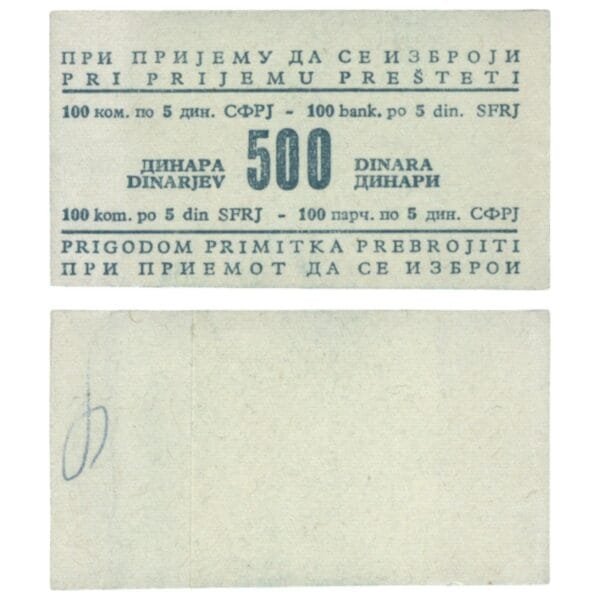 ПРИ ПРИЈЕМУ ДА СЕ ИЗБРОЈИ
PRI PRIJEMU PREŠTETI
100 ком. по 5 дин. СФРЈ - 100 bank. po 5 din. SFRJ
ДИНАРА 500 DINARA
DINARJEV ДИНАРИ
100 kom. po 5 din SFRJ - 100 парч. по 5 дин. СФРЈ
PRIGODOM PRIMITKA PREBROJITI
ПРИ ПРИЕМОТ ДА СЕ ИЗБРОИ